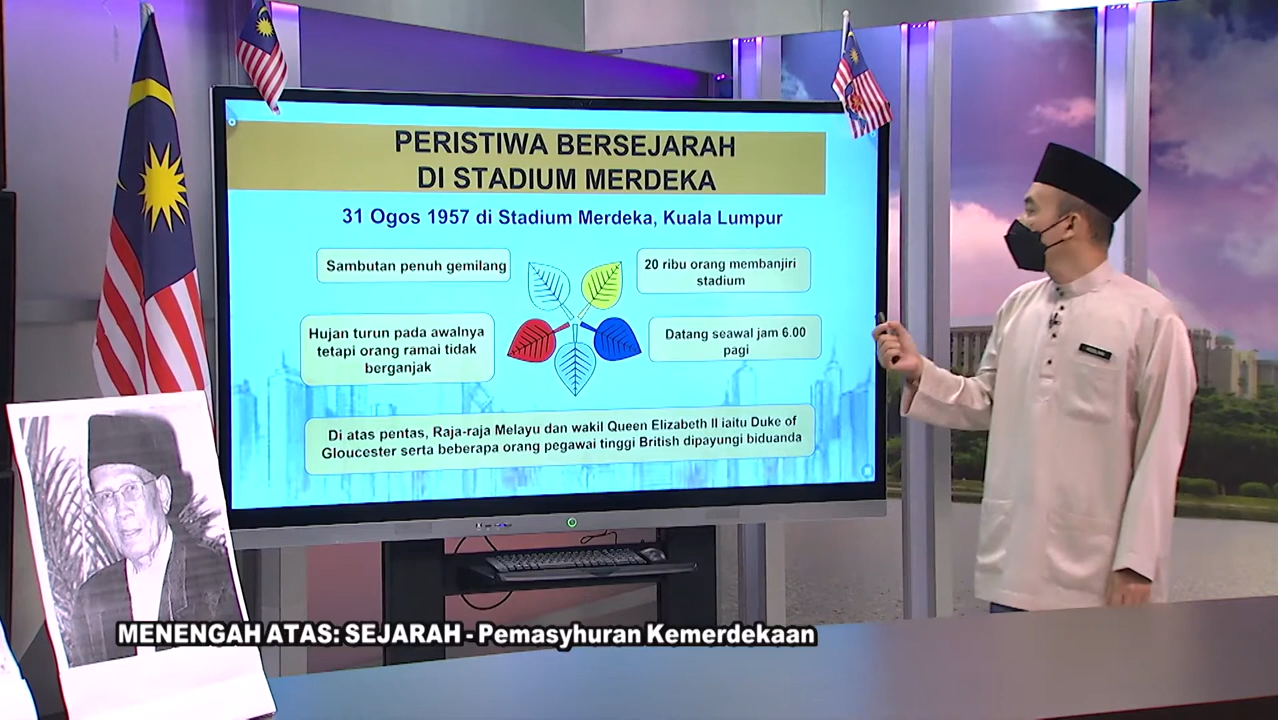 PERISTIWA BERSEJARAH
DI STADIUM MERDEKA
31 Ogos 1957 di Stadium Merdeka, Kuala Lumpur
Sambutan penuh gemilang
20 ribu orang membanjiri
stadium
Hujan turun pada awalnya
tetapi orang ramai tidak
berganjak
Datang seawal jam 6.00
pagi
Di atas pentas, Raja-raja Melayu dan wakil Queen Elizabeth II iaitu Duke of
Gloucester serta beberapa orang pegawai tinggi British dipayungi biduanda
MENENGAH ATAS: SEJARAH - Pemasyhuran Kemerdekaan